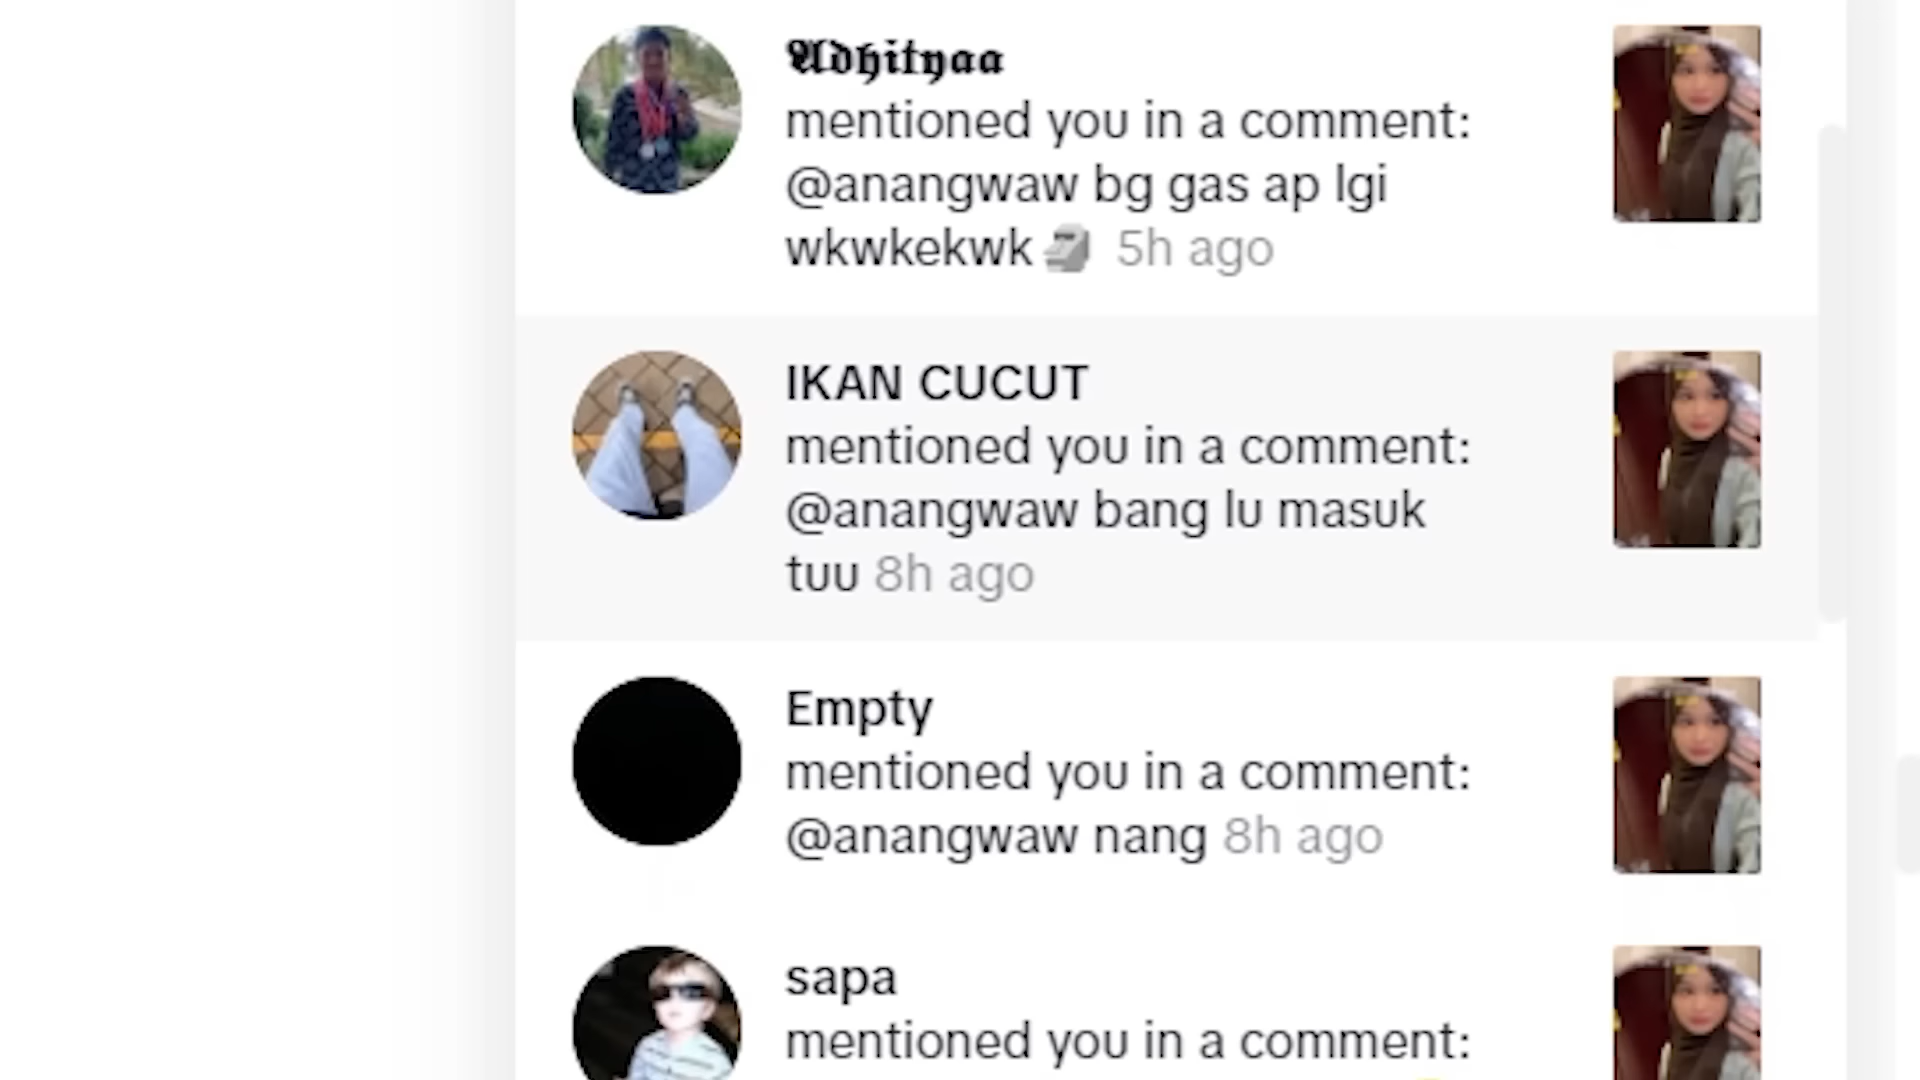 𝕬𝖉𝖍𝖎𝖙𝖞𝖆𝖆
mentioned you in a comment:
@anangwaw bg gas ap lgi
wkwkekwk🗿 5h ago
IKAN CUCUT
mentioned you in a comment:
@anangwaw bang lu masuk
tuu 8h ago
Empty
mentioned you in a comment:
@anangwaw nang 8h ago
sapa
mentioned you in a comment: